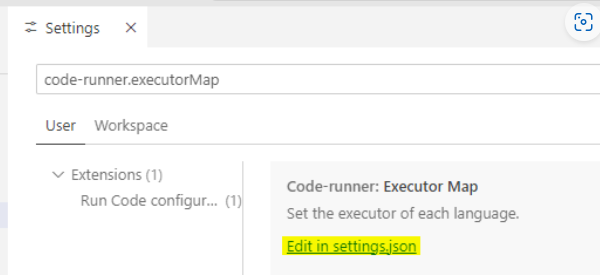 Settings
code-runner.executorMap
User Workspace
Extensions (1)
Run Code configur... (1)
Code-runner: Executor Map
Set the executor of each language.
Edit in settings.json